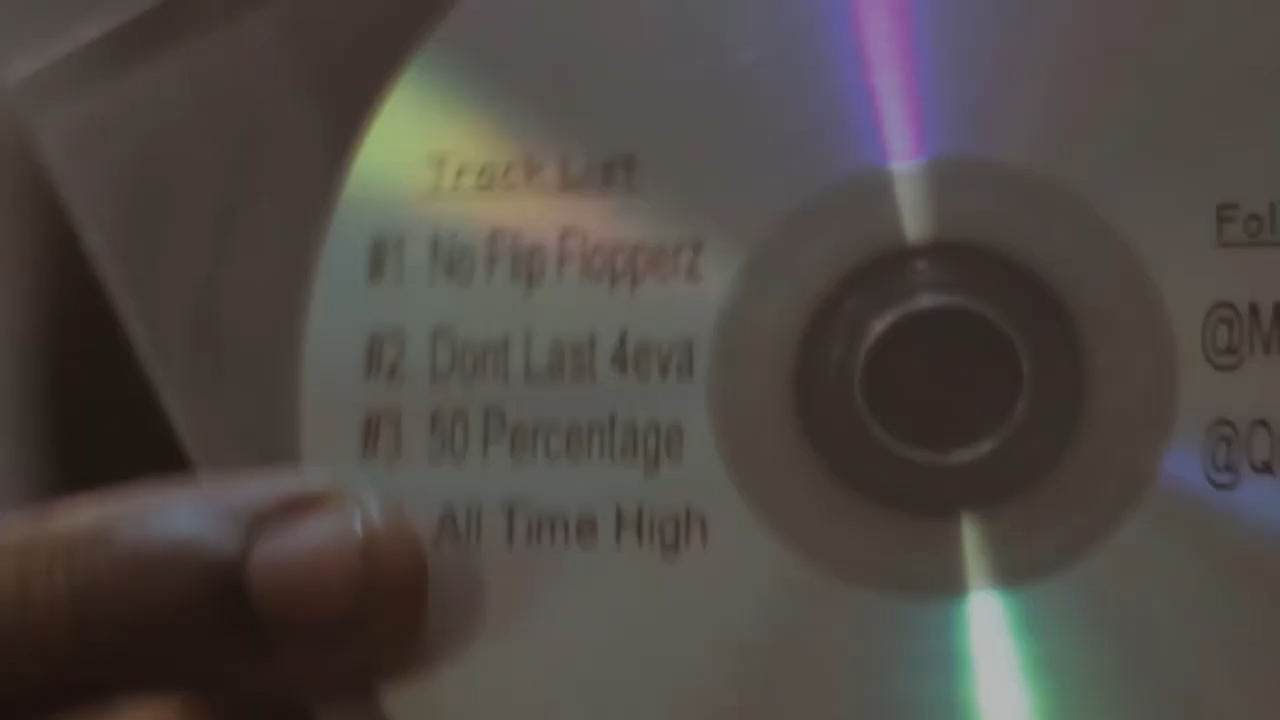 Track List
#1 No Flip Flopperz
#2 Dont Last 4eva
#3 50 Percentage
All Time High